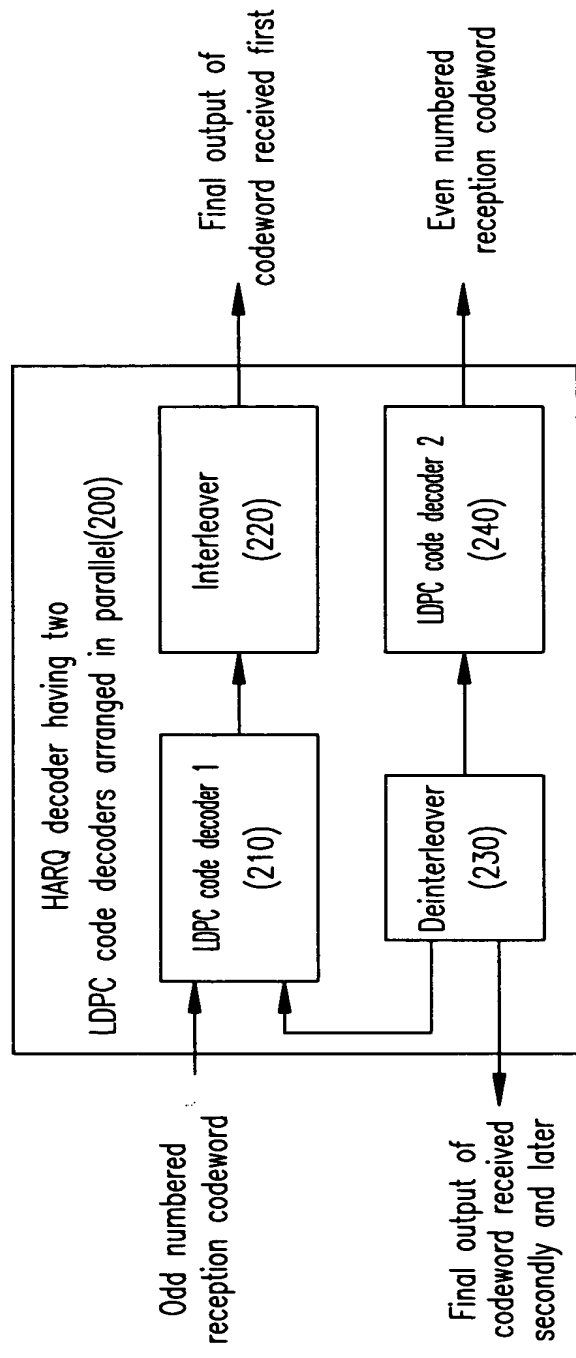 HARQ decoder having two
LDPC code decoders arranged in parallel(200)
Odd numbered
reception codeword
LDPC code decoder 1
(210)
Interleaver
(220)
Final output of
codeword received first
Final output of
codeword received
secondly and later
Deinterleaver
(230)
LDPC code decoder 2
(240)
Even numbered
reception codeword